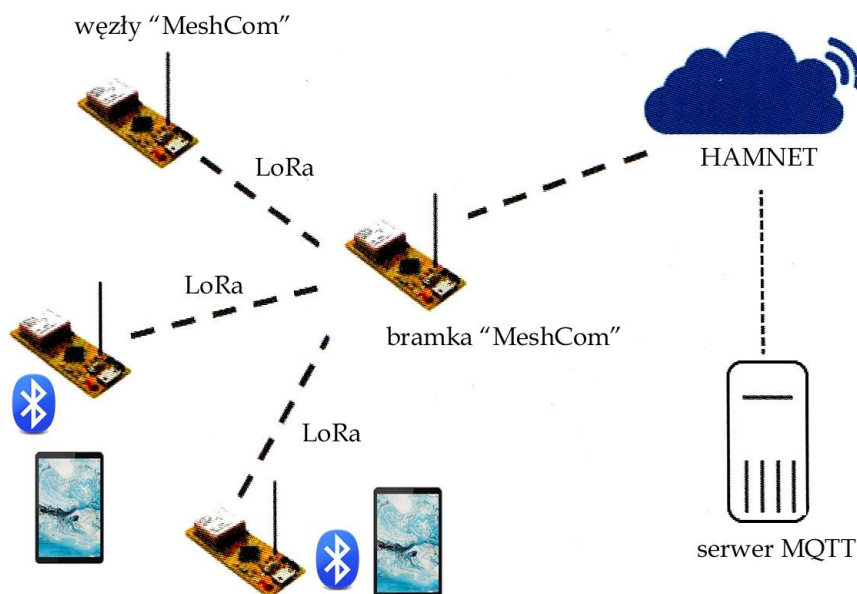 węzły “MeshCom”
LoRa
HAMNET
LoRa
bramka “MeshCom”
LoRa
serwer MQTT